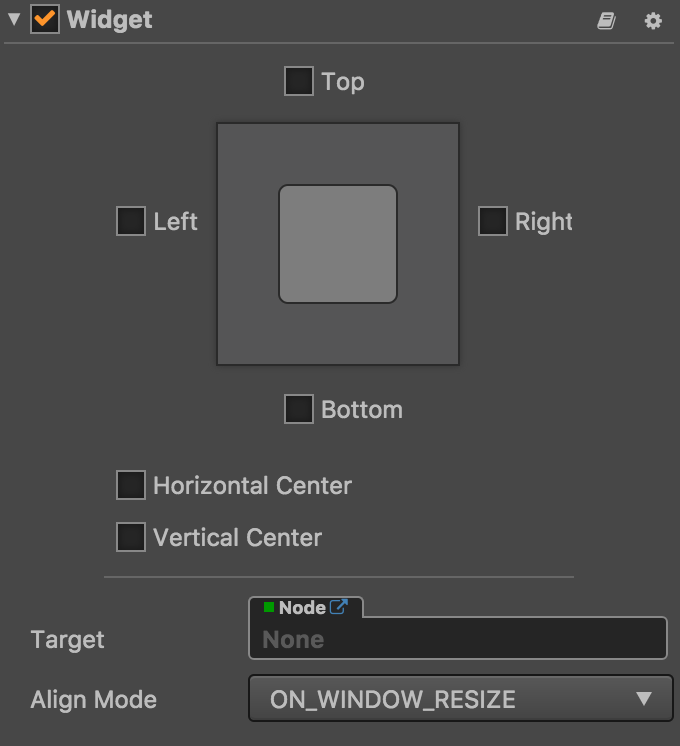 Widget
Top
Left
Right
Bottom
Horizontal Center
Vertical Center
Node
Target
None
Align Mode
ON_WINDOW_RESIZE